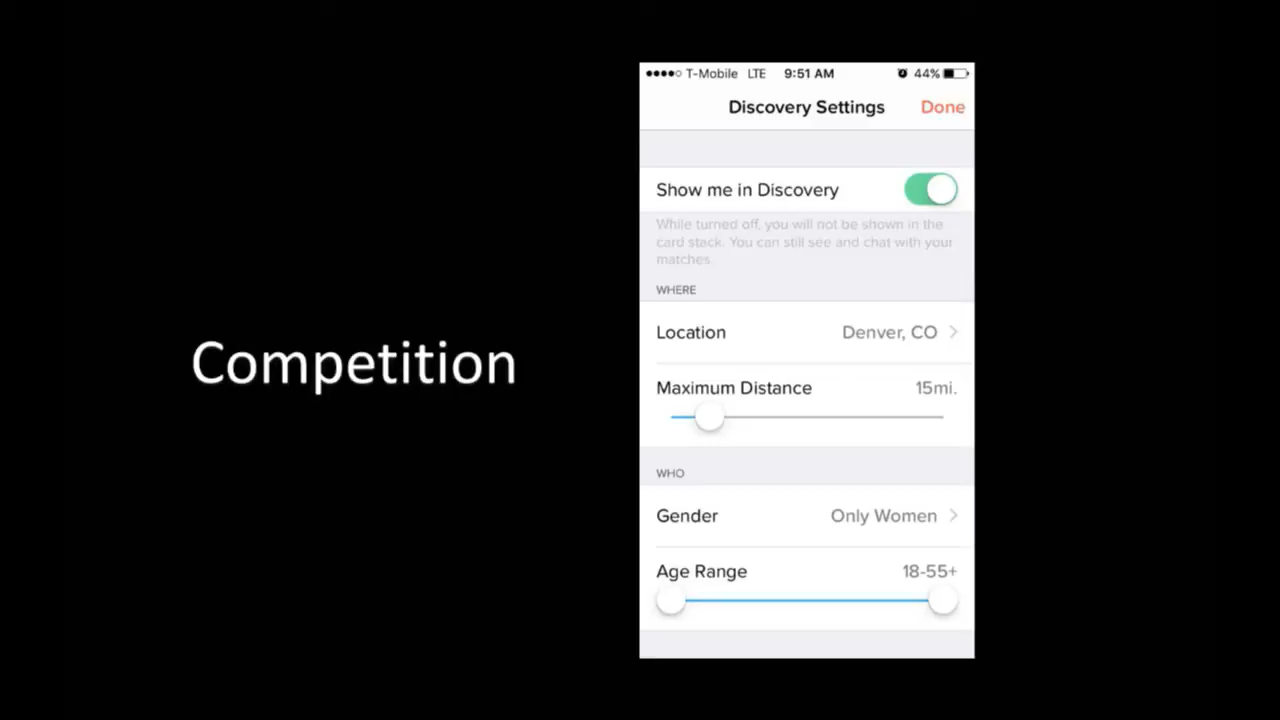 Competition
T-Mobile LTE 9:51 AM 44%
Discovery Settings Done
Show me in Discovery
While turned off, you will not be shown in the
card stack. You can still see and chat with your
matches.
WHERE
Location Denver, CO
Maximum Distance 15mi.
WHO
Gender Only Women
Age Range 18-55+